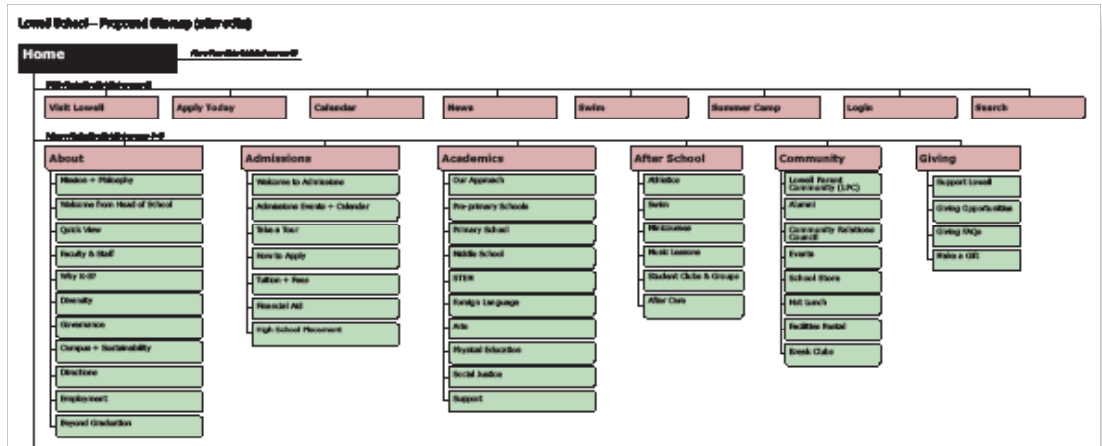 Lowell School – Proposed Sitemap
Home
Visit Lowell
Apply Today
Calendar
News
Swim
Summer Camp
Login
Search
About
Mission + Philosphy
Welcome from Head of School
Quick View
Faculty & Staff
Why K-8?
Diversity
Governance
Campus + Sustainability
Directions
Employment
Beyond Graduation
Admissions
Welcome to Admissions
Admissions Events + Calendar
Take a Tour
How to Apply
Tuition + Fees
Financial Aid
High School Placement
Academics
Our Approach
Pre-primary Schools
Primary School
Middle School
STEM
Foreign Language
Arts
Physical Education
Social Justice
Support
After School
Athletics
Swim
Minicourses
Music Lessons
Student Clubs & Groups
After Care
Community
Lowell Parent
Community (LPC)
Alumni
Community Relations
Council
Events
School Store
Hot Lunch
Facilities Rental
Break Clubs
Giving
Support Lowell
Giving Opportunities
Giving FAQs
Make a Gift